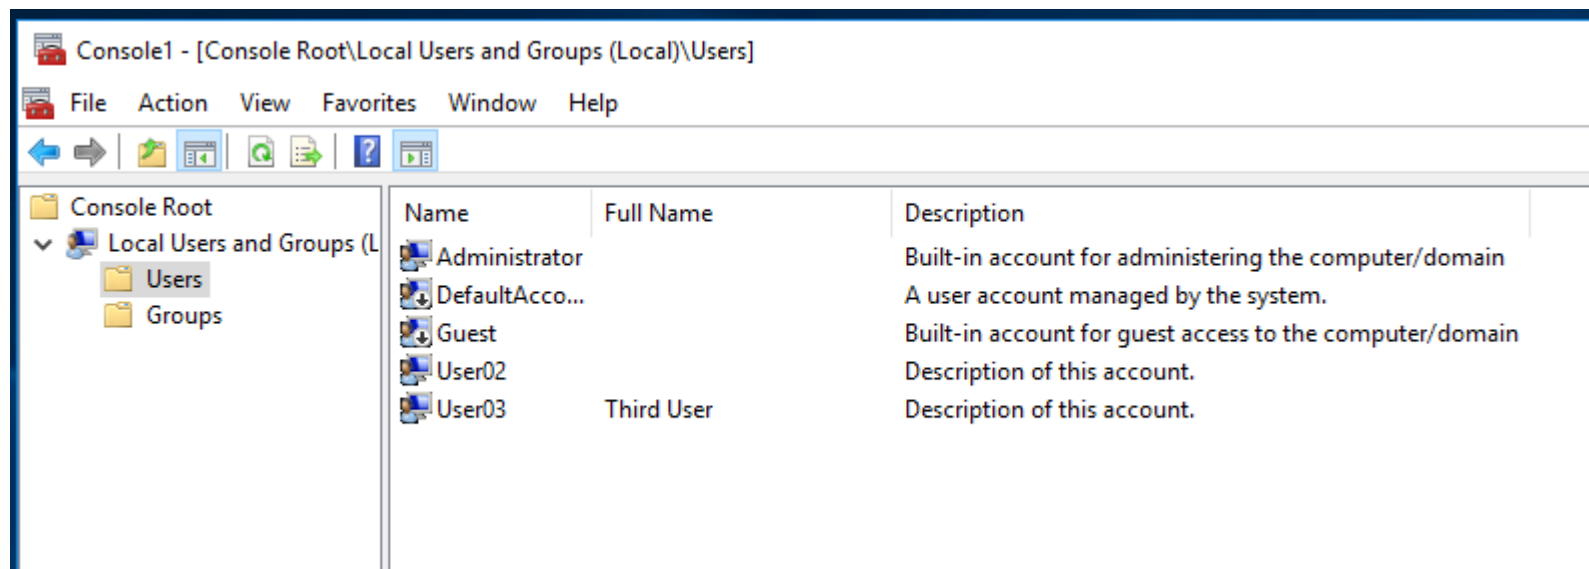 Console1 - [Console Root\Local Users and Groups (Local)\Users]
File Action View Favorites Window Help
Console Root
Local Users and Groups (L
Users
Groups
Name Full Name Description
Administrator Built-in account for administering the computer/domain
DefaultAcco... A user account managed by the system.
Guest Built-in account for guest access to the computer/domain
User02 Description of this account.
User03 Third User Description of this account.